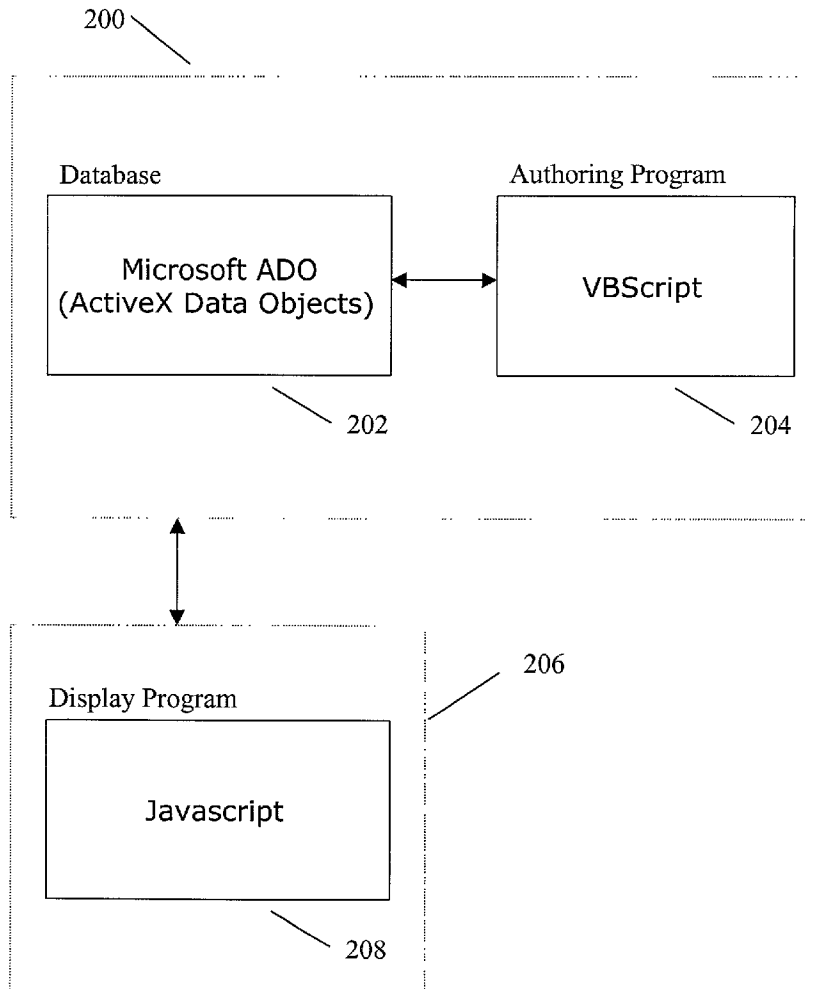 200
Database
Authoring Program
Microsoft ADO
(ActiveX Data Objects)
VBScript
202
204
206
Display Program
Javascript
208